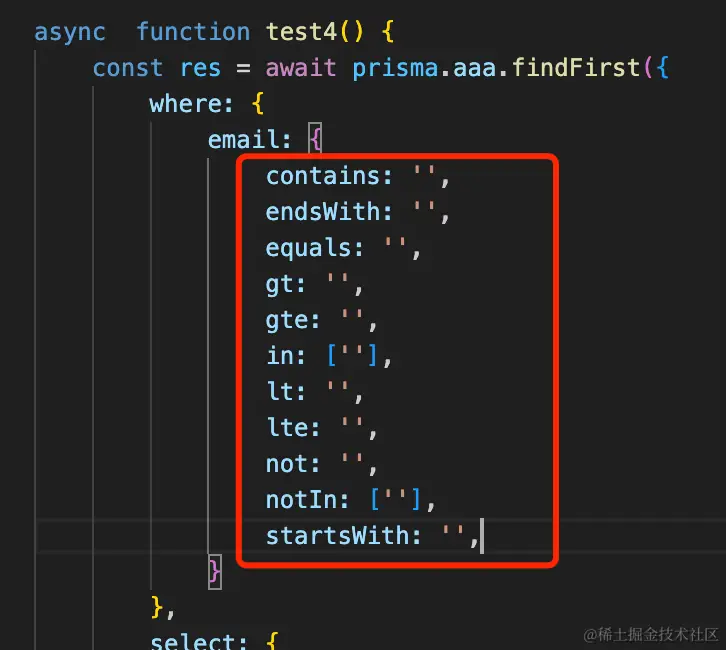 async  function test4() {
const res = await prisma.aaa.findFirst({
where: {
email: {
contains: '',
endsWith: '',
equals: '',
gt: '',
gte: '',
in: [''],
lt: '',
lte: '',
not: '',
notIn: [''],
startsWith: '',
}
},
select: {
@稀土掘金技术社区